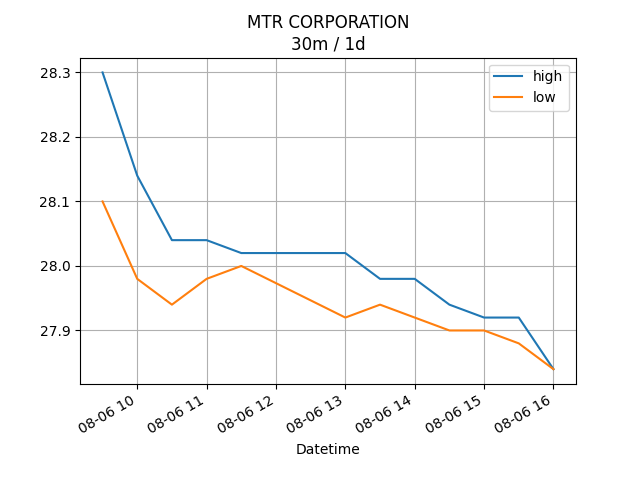 MTR CORPORATION
30m / 1d
28.3
28.2
28.1
28.0
27.9
high
low
08-06 10
08-06 11
08-06 12
08-06 13
08-06 14
08-06 15
08-06 16
Datetime